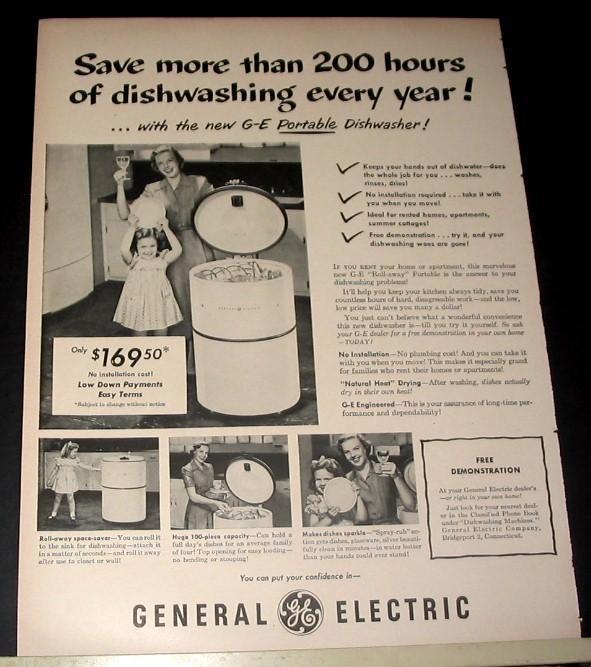 Save more than 200 hours
of dishwashing every year!
... with the new G-E Portable Dishwasher!
Keeps your hands out of dishwater—does
the whole job for you . . . washes,
rinses, dries!
No installation required . . . take it with
you when you move!
Ideal for rented homes, apartments,
summer cottages!
Free demonstration . . . try it, and your
dishwashing woes are gone!
IF YOU RENT your home or apartment, this marvelous
new G-E "Roll-away" Portable is the answer to your
dishwashing problems!
It'll help you keep your kitchen always tidy, save you
countless hours of hard, disagreeable work—and the low,
low price will save you many a dollar!
You just can't believe what a wonderful convenience
this new dishwasher is—till you try it yourself. So ask
your G-E dealer for a free demonstration in your own home
—TODAY!
No Installation—No plumbing cost! And you can take
it with you when you move! This makes it especially grand
for families who rent their homes or apartments!
"Natural Heat" Drying—After washing, dishes actually
dry in their own heat!
G-E Engineered—This is your assurance of long-time per-
formance and dependability!
Only $169.50*
No installation cost!
Low Down Payments
Easy Terms
*Subject to change without notice
GENERAL ELECTRIC
Roll-away space-saver—You can roll it
to the sink for dishwashing—attach it
in a matter of seconds—and roll it away
after use to closet or wall!
Huge 100-piece capacity—Can hold a
full day's dishes for an average family
of four! Top opening for easy loading—
no bending or stooping!
Makes dishes sparkle—"Spray-rub" ac-
tion gets dishes, glassware, silver beauti-
fully clean in minutes—in water hotter
than your hands could ever stand!
FREE
DEMONSTRATION
At your General Electric dealer's
—or right in your own home!
Just look for your nearest deal-
er in the Classified Phone Book
under "Dishwashing Machines."
General Electric Company,
Bridgeport 2, Connecticut.
You can put your confidence in—
GENERAL GE ELECTRIC